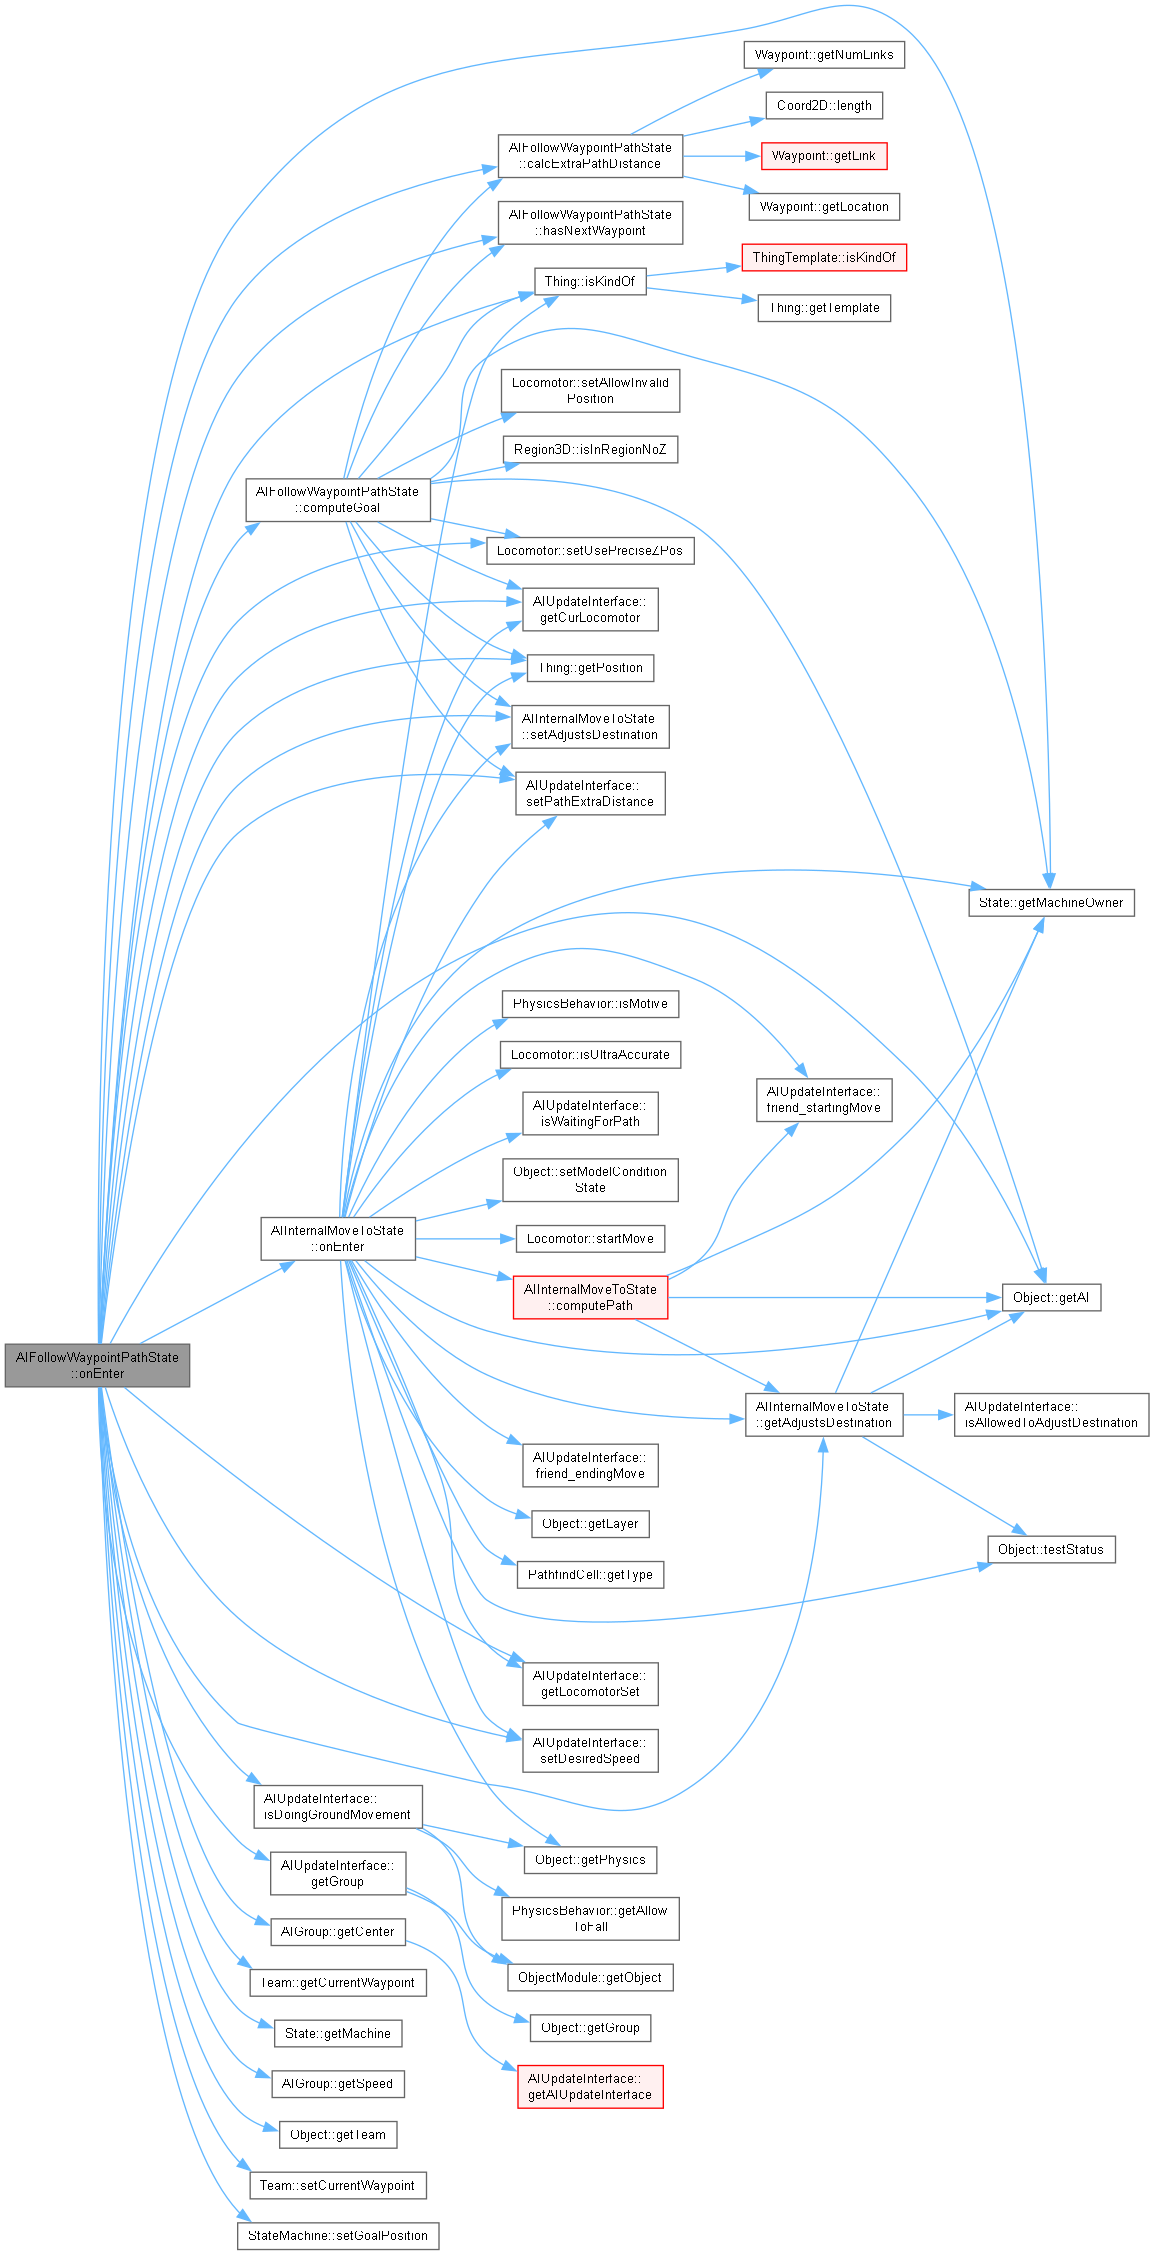 Waypoint::getNumLinks
Coord2D::length
AIFollowWaypointPathState
::calcExtraPathDistance
Waypoint::getLink
Waypoint::getLocation
AIFollowWaypointPathState
::hasNextWaypoint
ThingTemplate::isKindOf
Thing::isKindOf
Thing::getTemplate
Locomotor::setAllowInvalid
Position
Region3D::isInRegionNoZ
AIFollowWaypointPathState
::computeGoal
Locomotor::setUsePreciseZPos
AIUpdateInterface::
getCurLocomotor
Thing::getPosition
AIInternalMoveToState
::setAdjustsDestination
AIUpdateInterface::
setPathExtraDistance
State::getMachineOwner
PhysicsBehavior::isMotive
Locomotor::isUltraAccurate
AIUpdateInterface::
friend_startingMove
AIUpdateInterface::
isWaitingForPath
Object::setModelCondition
State
AIInternalMoveToState
::onEnter
Locomotor::startMove
AIInternalMoveToState
::computePath
Object::getAI
AIFollowWaypointPathState
::onEnter
AIInternalMoveToState
::getAdjustsDestination
AIUpdateInterface::
isAllowedToAdjustDestination
AIUpdateInterface::
friend_endingMove
Object::getLayer
Object::testStatus
PathfindCell::getType
AIUpdateInterface::
getLocomotorSet
AIUpdateInterface::
setDesiredSpeed
AIUpdateInterface::
isDoingGroundMovement
Object::getPhysics
AIUpdateInterface::
getGroup
PhysicsBehavior::getAllow
ToFall
AIGroup::getCenter
ObjectModule::getObject
Team::getCurrentWaypoint
State::getMachine
Object::getGroup
AIGroup::getSpeed
AIUpdateInterface::
getAIUpdateInterface
Object::getTeam
Team::setCurrentWaypoint
StateMachine::setGoalPosition